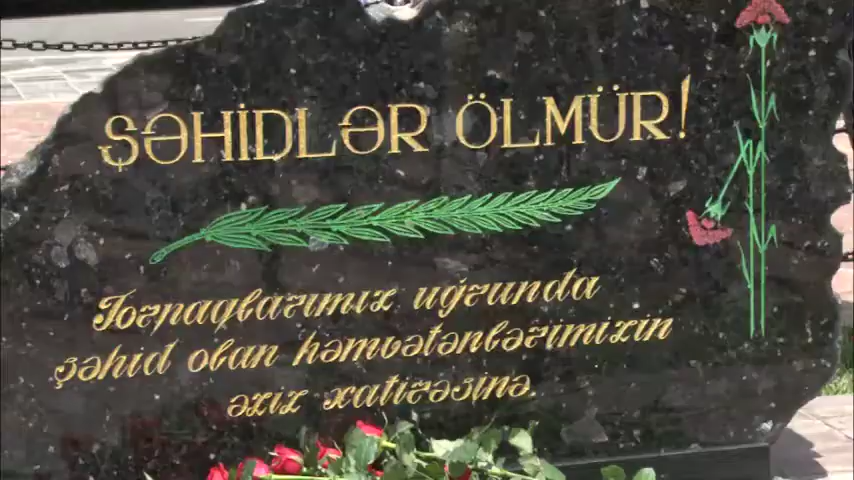 ŞƏHİDLƏR ÖLMÜR!
Torpaqlarımız uğrunda
şəhid olan həmvətənlərimizin
əziz xatirəsinə.